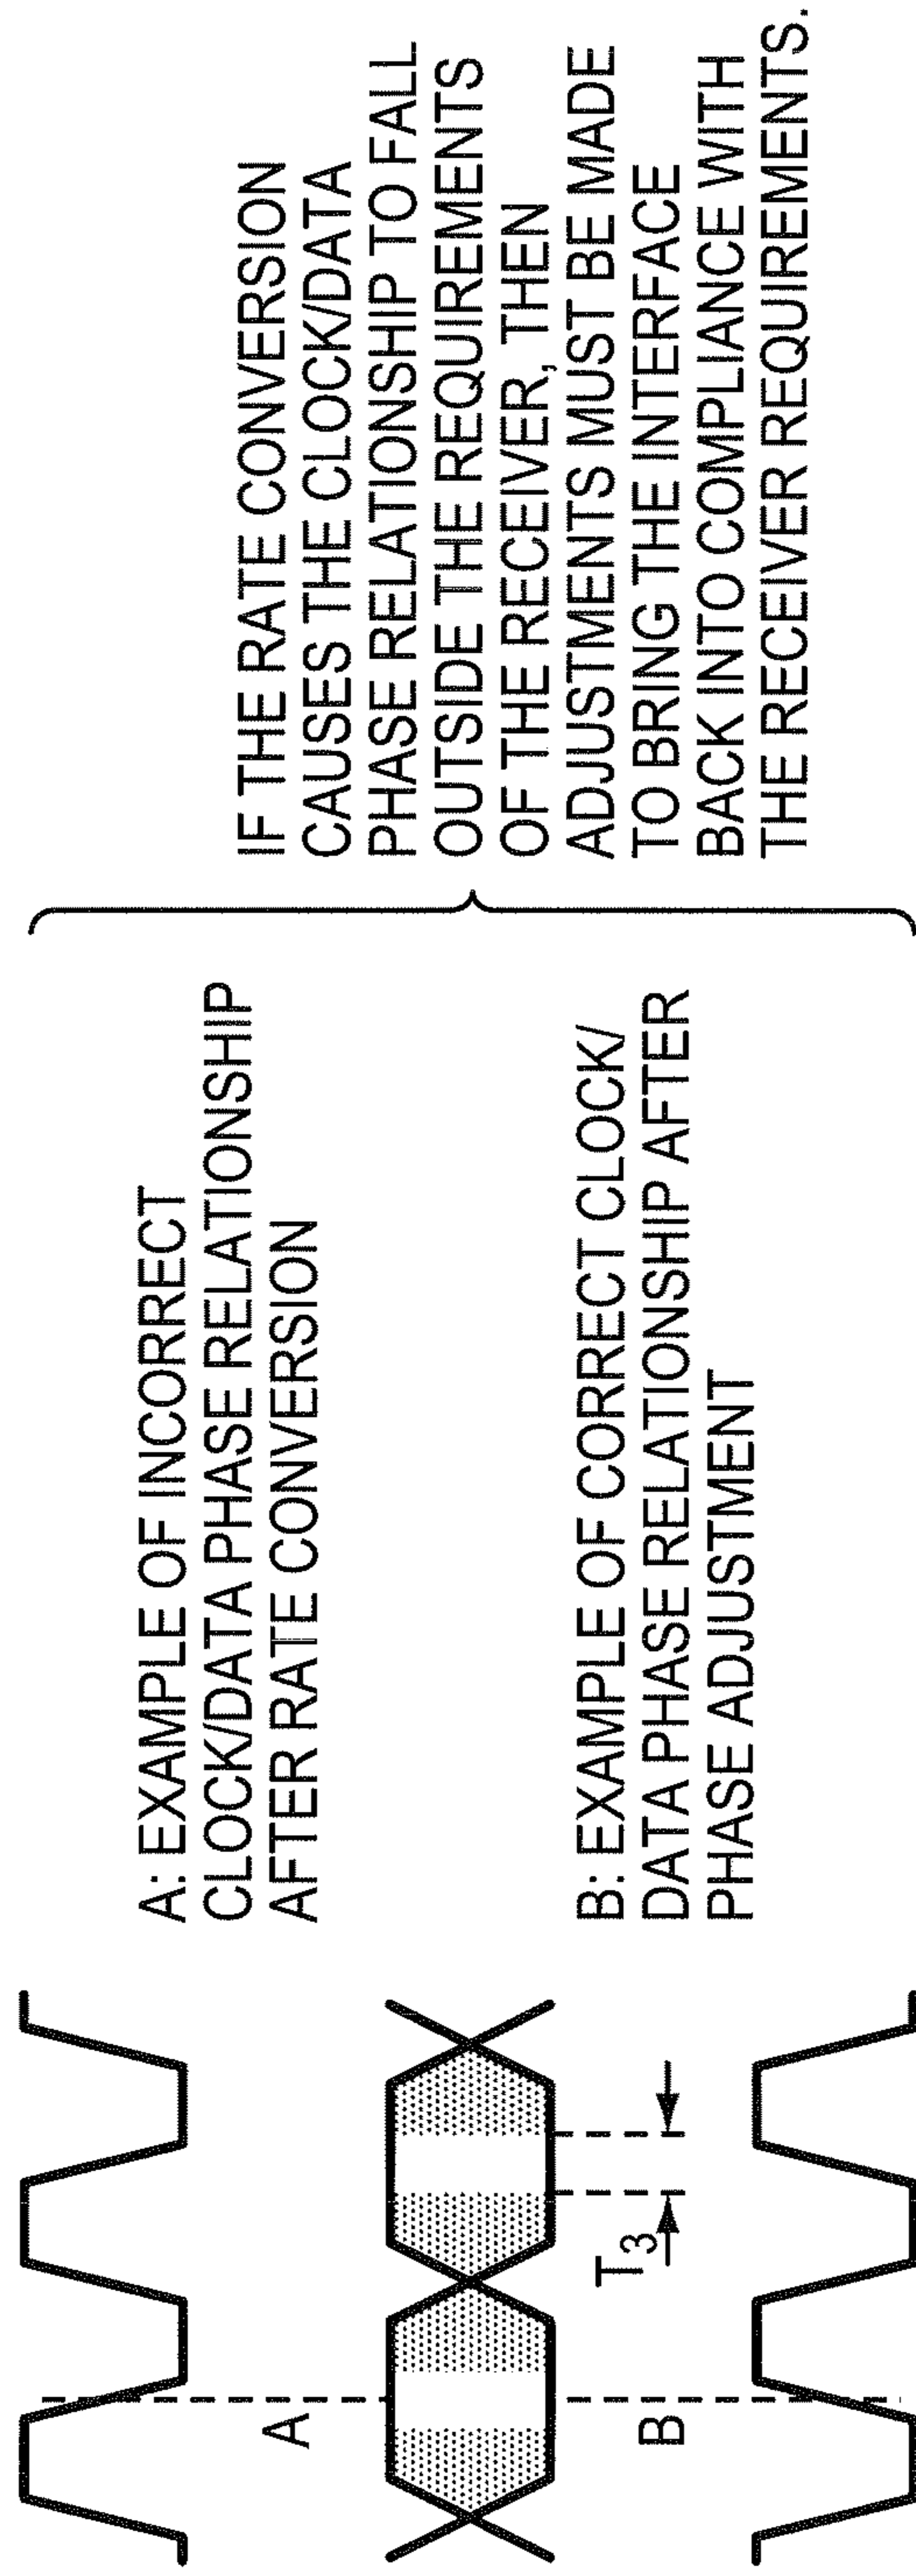 A
B
T3
A: EXAMPLE OF INCORRECT
CLOCK/DATA PHASE RELATIONSHIP
AFTER RATE CONVERSION
B: EXAMPLE OF CORRECT CLOCK/
DATA PHASE RELATIONSHIP AFTER
PHASE ADJUSTMENT
IF THE RATE CONVERSION
CAUSES THE CLOCK/DATA
PHASE RELATIONSHIP TO FALL
OUTSIDE THE REQUIREMENTS
OF THE RECEIVER, THEN
ADJUSTMENTS MUST BE MADE
TO BRING THE INTERFACE
BACK INTO COMPLIANCE WITH
THE RECEIVER REQUIREMENTS.